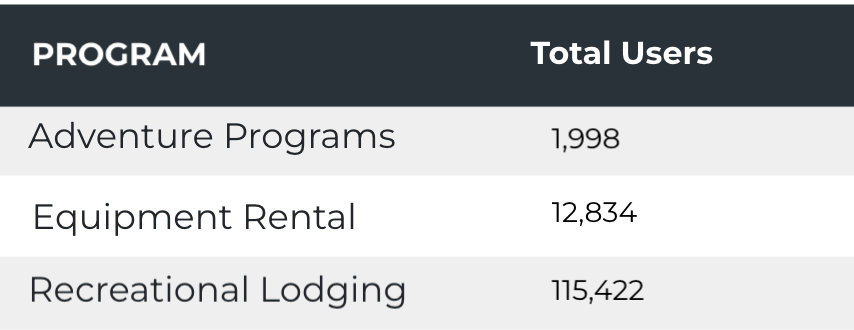 PROGRAM Total Users
Adventure Programs 1,998
Equipment Rental 12,834
Recreational Lodging 115,422